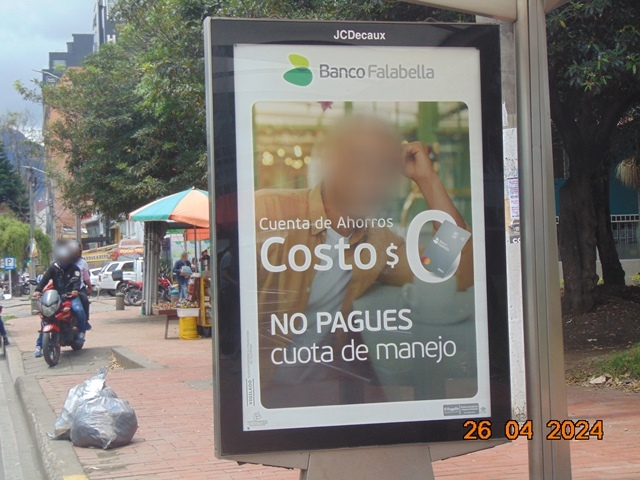 JCDecaux
Banco Falabella
Cuenta de Ahorros
Costo $0
NO PAGUES
cuota de manejo
26 04 2024